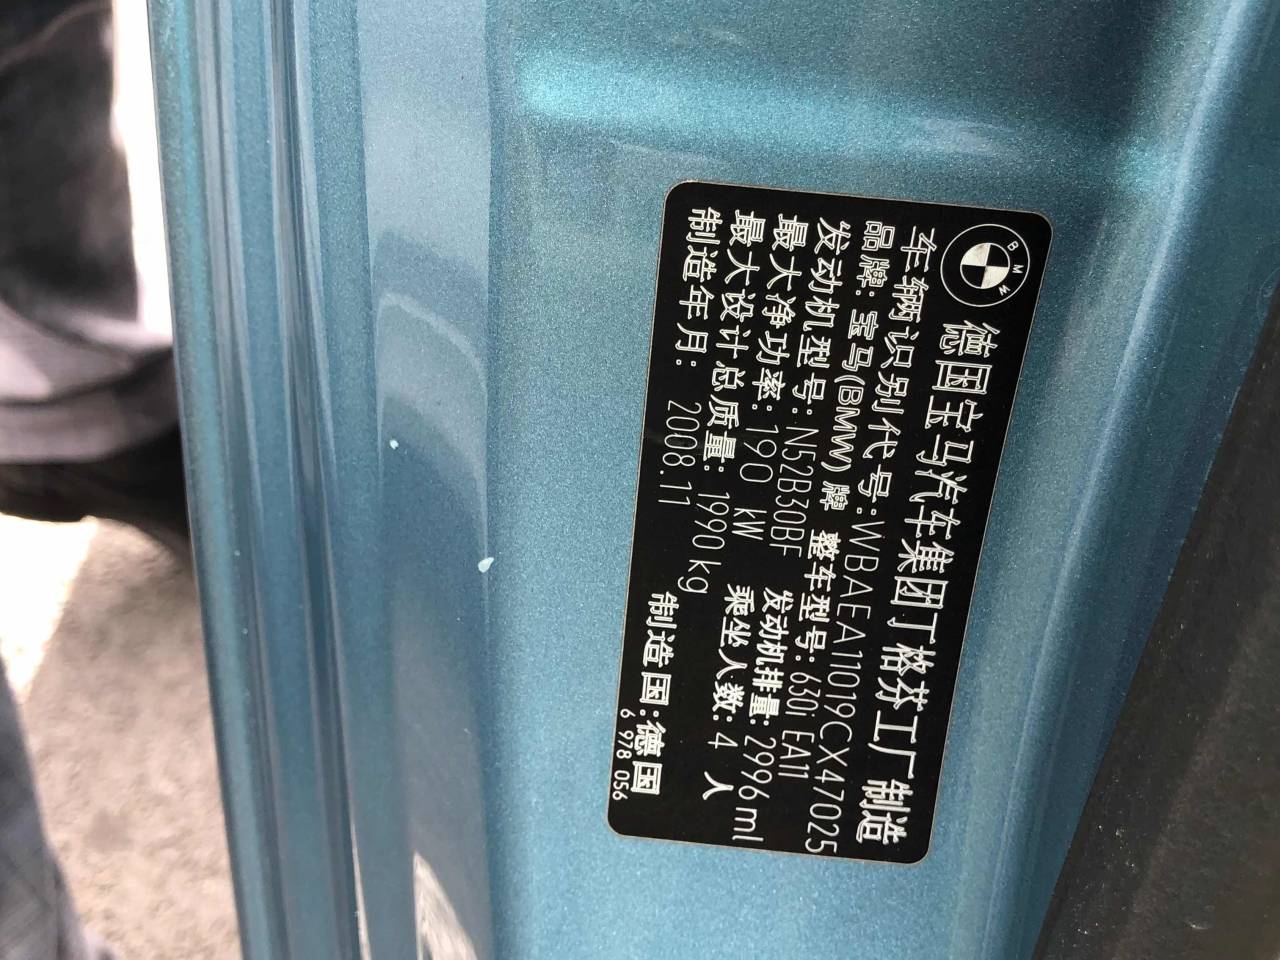 BMW
德国宝马汽车集团丁格芬工厂制造
车辆识别代号:WBAEA11019CX47025
品牌:宝马(BMW)牌 整车型号:630i EA11
发动机型号:N52B30BF 发动机排量:2996ml
最大净功率:190 kW 乘坐人数:4 人
最大设计总质量:1990kg
制造年月: 2008.11 制造国:德国
6 978 056